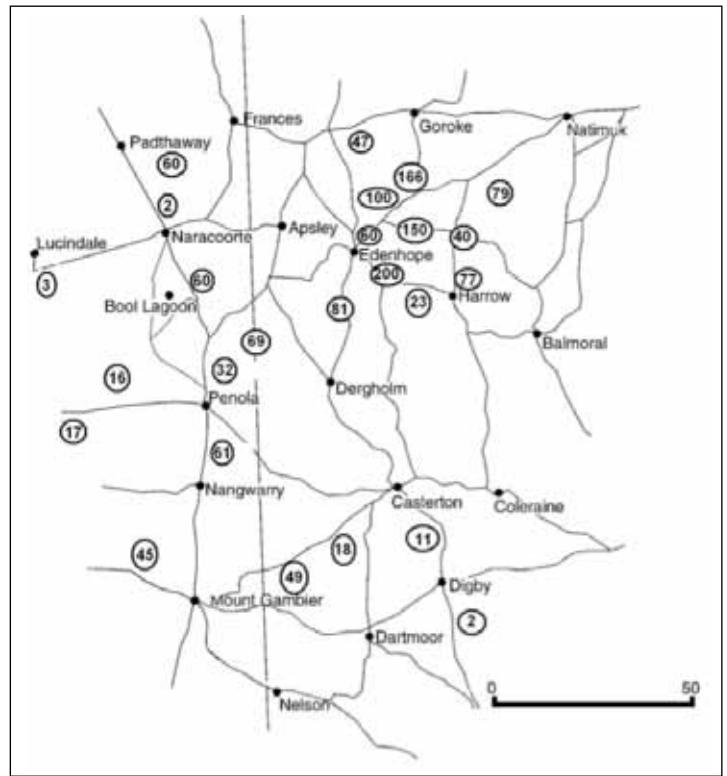 Frances
Goroke
Natimuk
47
Padthaway
60
166
79
100
2
Apsley
150
40
Lucindale
Naracoorte
60
Edenhope
3
60
200
77
Harrow
Bool Lagoon
81
23
69
Balmoral
16
32
Dergholm
Penola
17
61
Nangwarry
Casterton
Coleraine
45
18
11
49
Digby
Mount Gambier
2
Dartmoor
0
50
Nelson